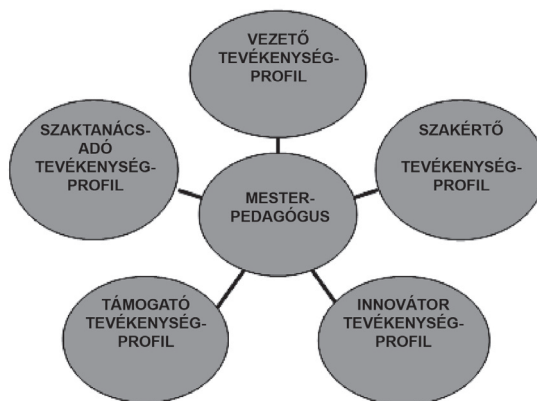 VEZETŐ
TEVÉKENYSÉG-
PROFIL
SZAKTANÁCS-
ADÓ
TEVÉKENYSÉG-
PROFIL
SZAKÉRTŐ
TEVÉKENYSÉG-
PROFIL
MESTER-
PEDAGÓGUS
TÁMOGATÓ
TEVÉKENYSÉG-
PROFIL
INNOVÁTOR
TEVÉKENYSÉG-
PROFIL